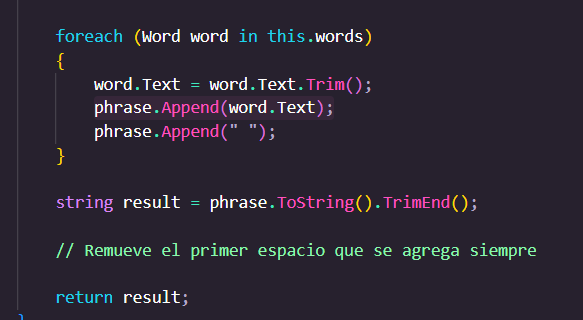 foreach (Word word in this.words)
{
word.Text = word.Text.Trim();
phrase.Append(word.Text);
phrase.Append(" ");
}
string result = phrase.ToString().TrimEnd();
// Remueve el primer espacio que se agrega siempre
return result;
}